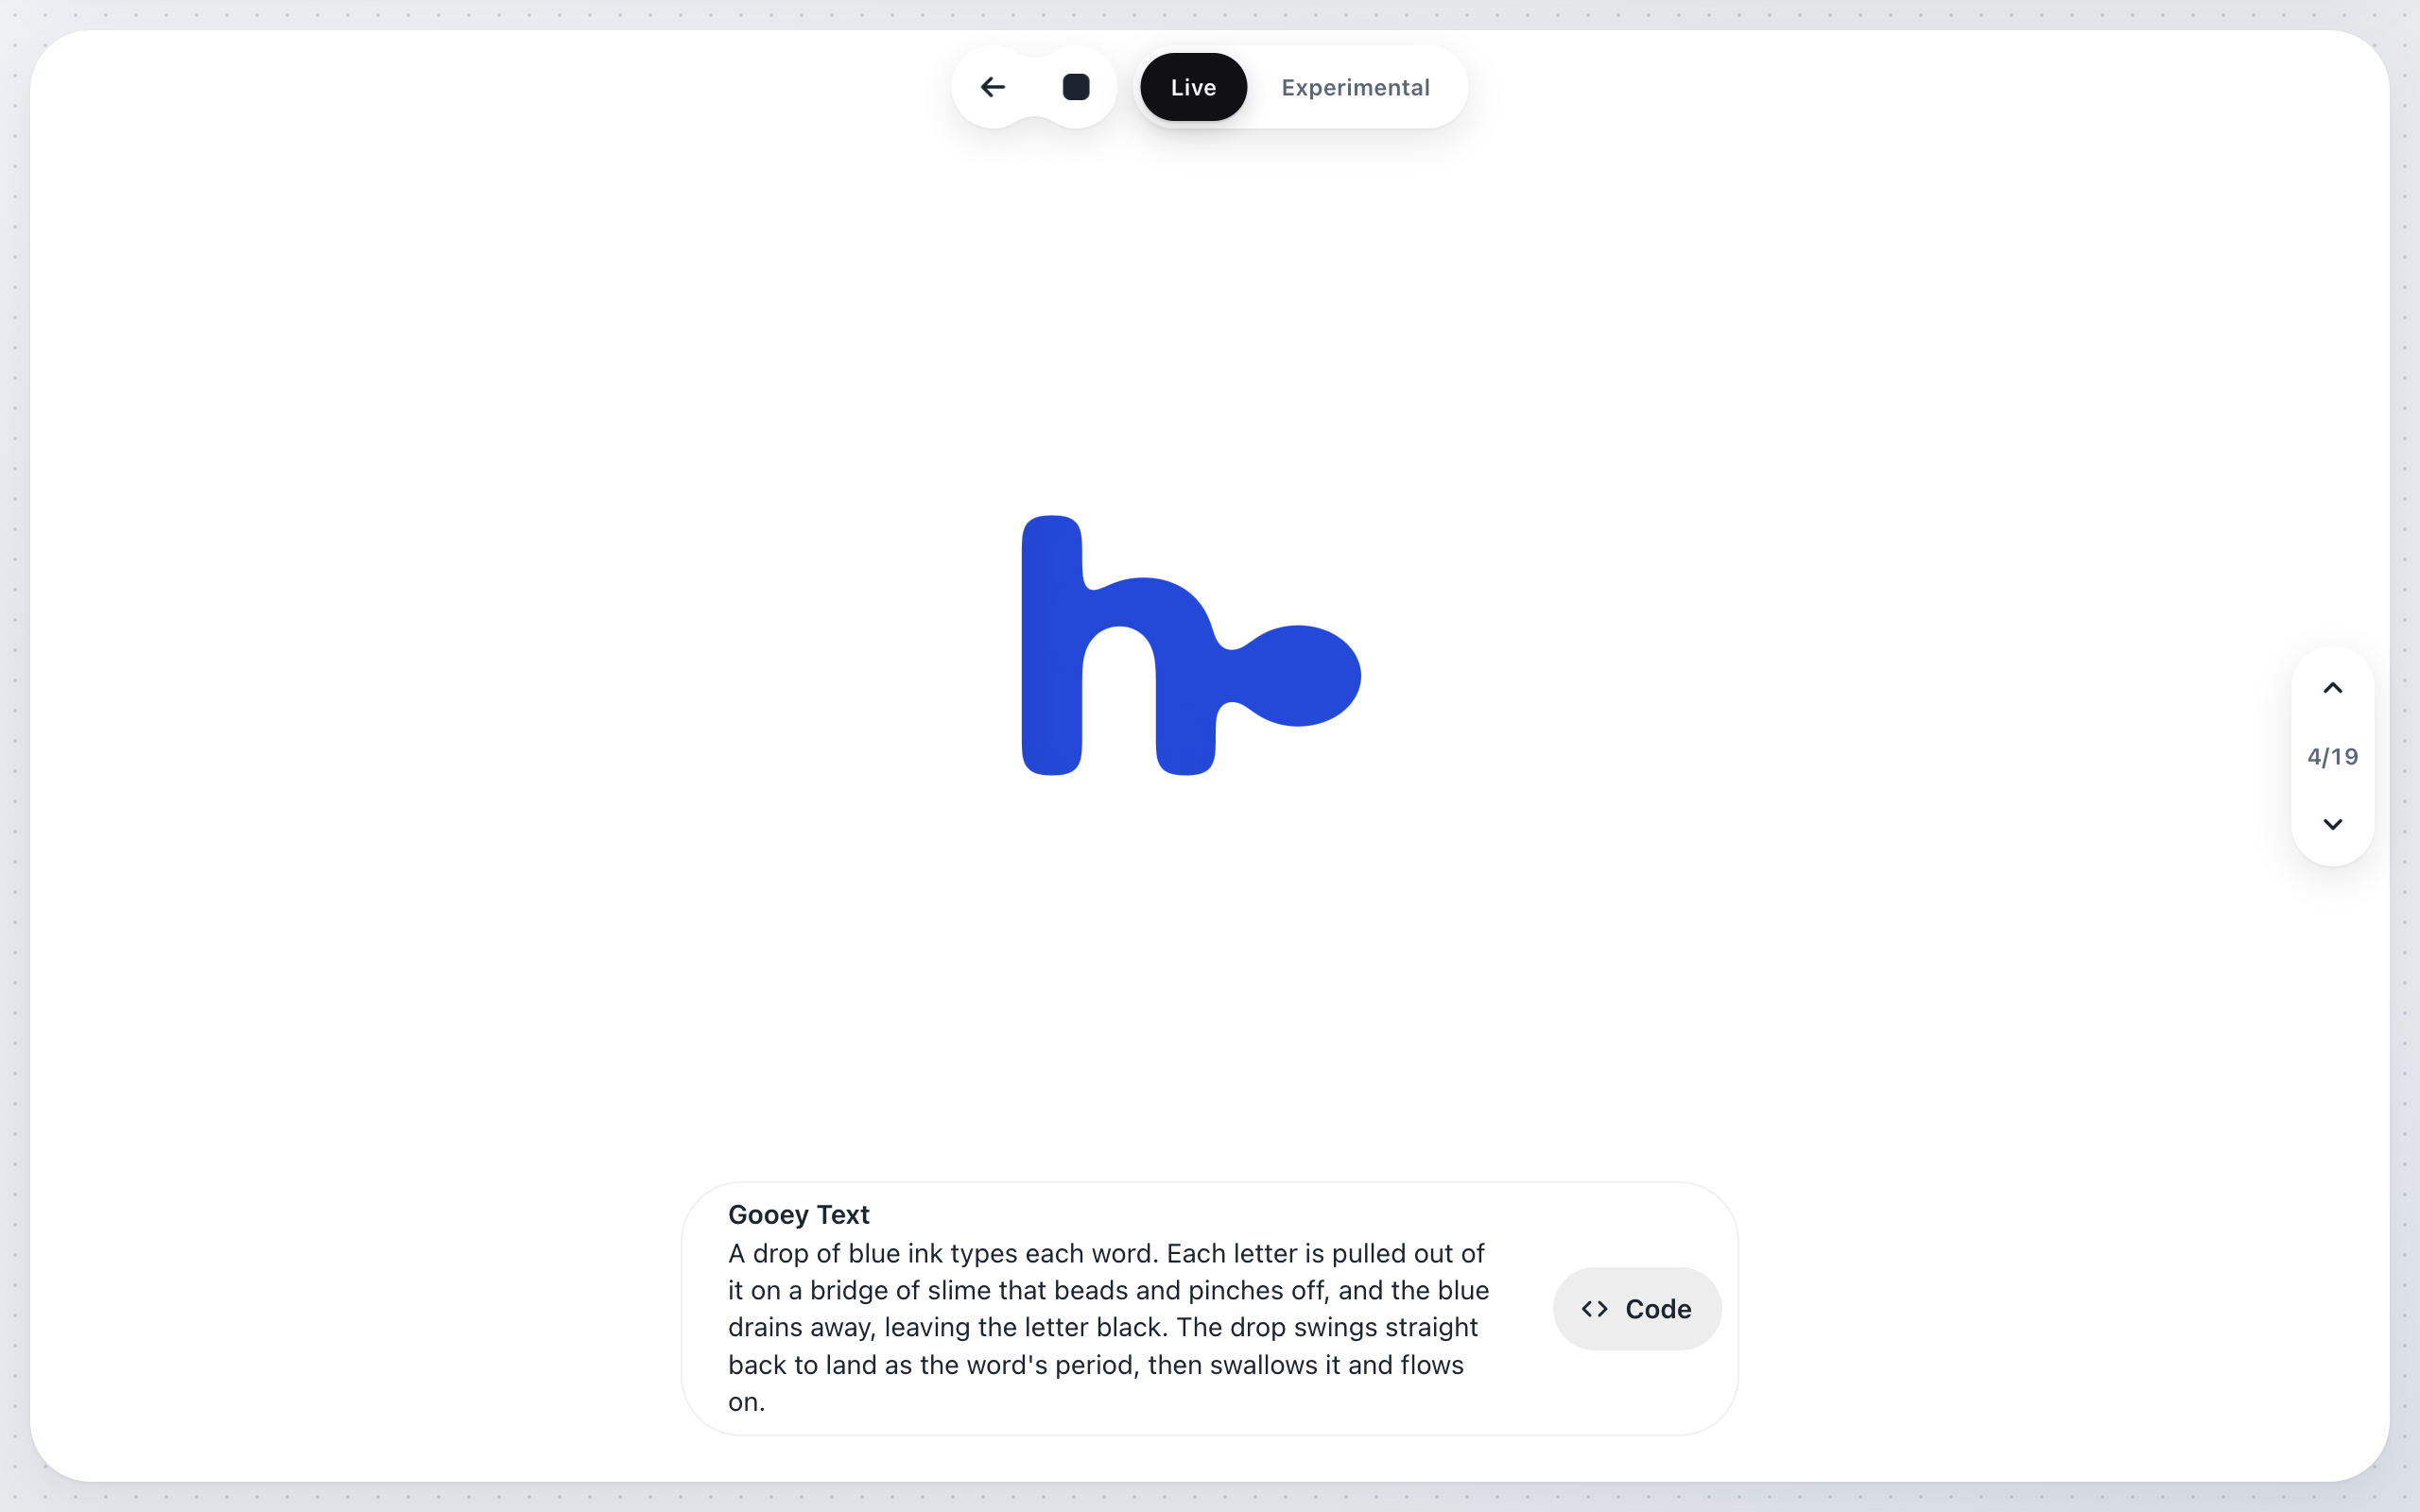 Live
Experimental
h
4/19
Gooey Text
A drop of blue ink types each word. Each letter is pulled out of
it on a bridge of slime that beads and pinches off, and the blue
drains away, leaving the letter black. The drop swings straight
back to land as the word's period, then swallows it and flows
on.
<> Code